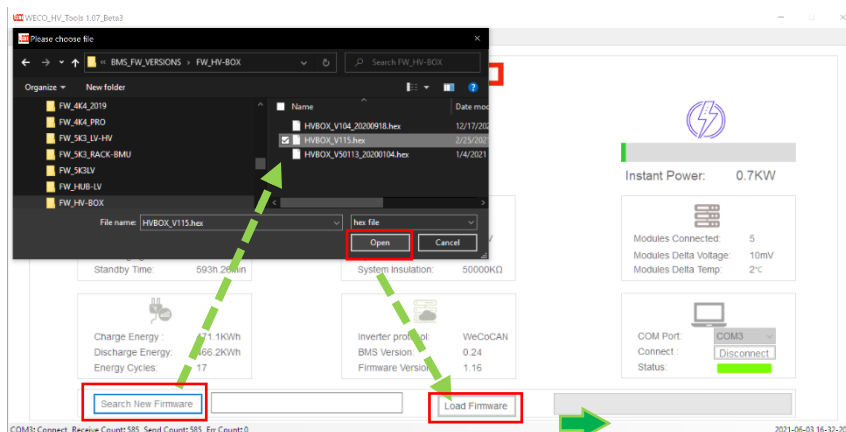 WECO_HV_Tools 1.07_Beta3
Please choose file
« BMS_FW_VERSIONS › FW_HV-BOX
Search FW_HV-BOX
Organize
New folder
FW_4K4_2019
FW_4K4_PRO
FW_5K3_LV-HV
FW_5K3_RACK-BMU
FW_5K3LV
FW_HUB-LV
FW_HV-BOX
Name
Date mod
HVBOX_V104_20200918.hex
12/17/202
HVBOX_V115.hex
2/25/202
HVBOX_V50113_20200104.hex
1/4/2021
File name:
HVBOX_V115.hex
hex file
Open
Cancel
Instant Power: 0.7KW
Modules Connected: 5
Modules Delta Voltage: 10mV
Modules Delta Temp: 2℃
Standby Time: 593h.26min
System Insulation: 50000KΩ
Charge Energy : 471.1KWh
Discharge Energy: 466.2KWh
Energy Cycles: 17
Inverter protocol: WeCoCAN
BMS Version: 0.24
Firmware Version: 1.16
COM Port: COM3
Connect : Disconnect
Status:
Search New Firmware
Load Firmware
COM3: Connect Receive Count: 585 Send Count: 585 Err Count: 0
2021-06-03 16-32-20